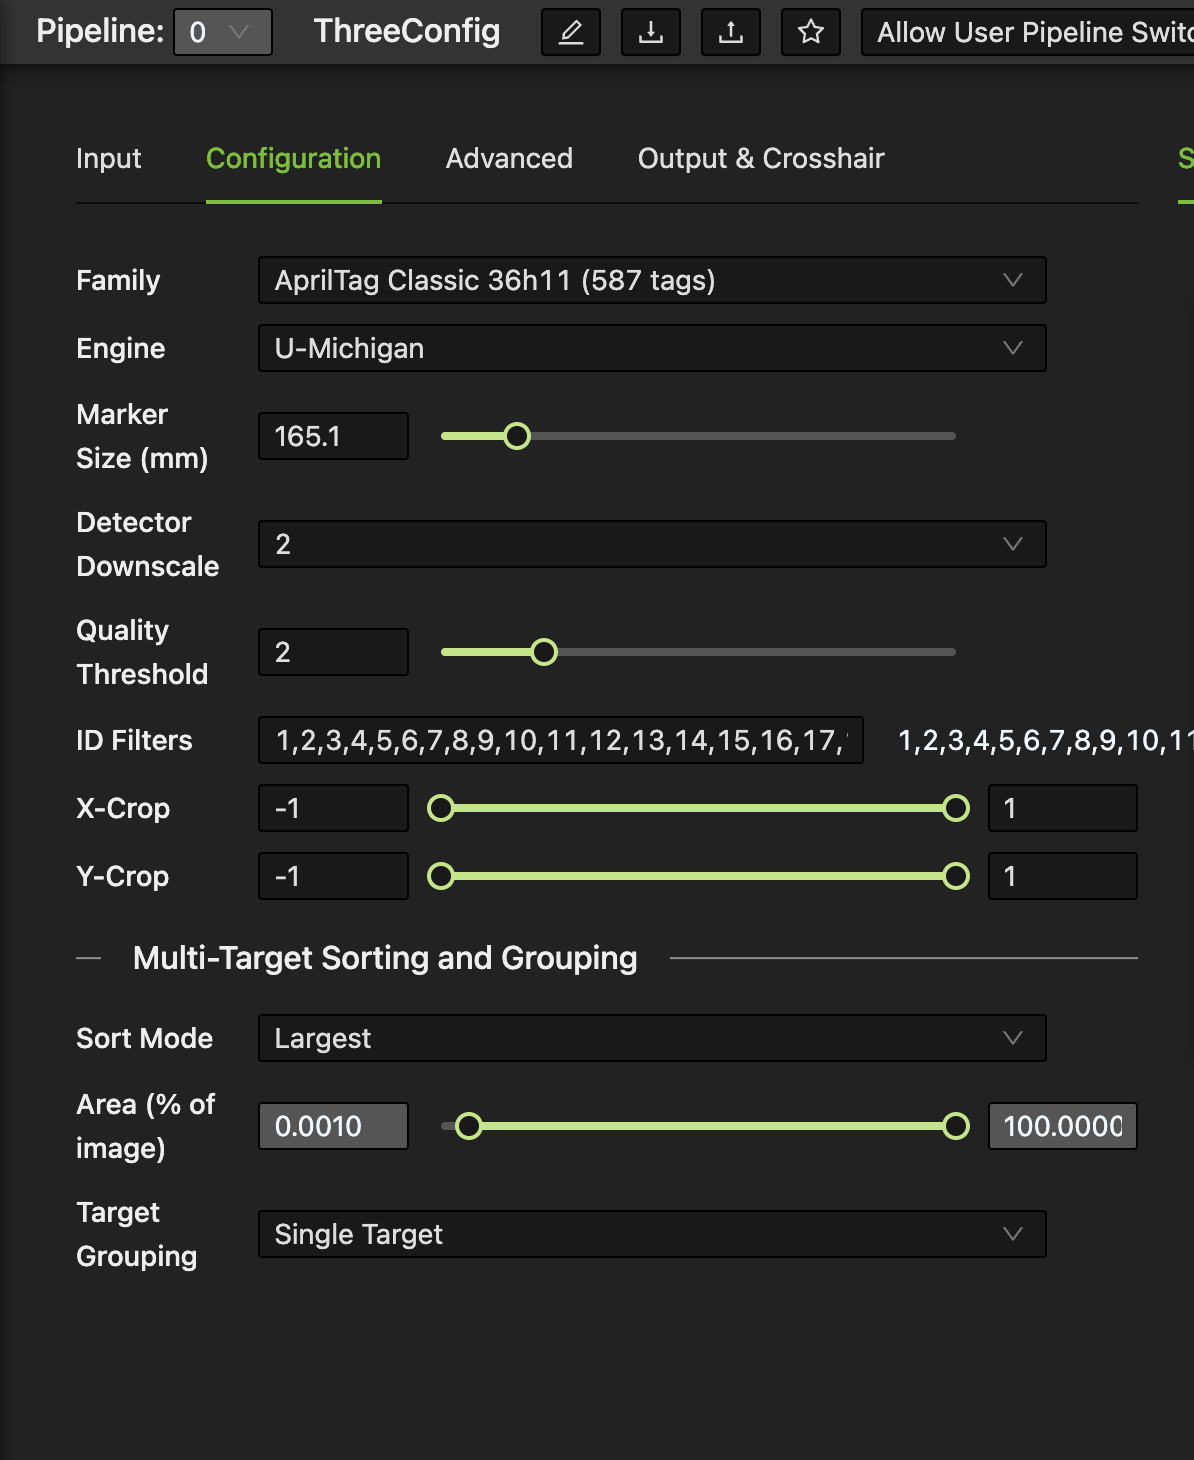 Pipeline: 0 ThreeConfig Allow User Pipeline
Input Configuration Advanced Output & Crosshair
Family AprilTag Classic 36h11 (587 tags)
Engine U-Michigan
Marker
Size (mm)
165.1
Detector
Downscale
2
Quality
Threshold
2
ID Filters 1,2,3,4,5,6,7,8,9,10,11,12,13,14,15,16,17, 1,2,3,4,5,6,7,8,9,10,11
X-Crop -1 1
Y-Crop -1 1
Multi-Target Sorting and Grouping
Sort Mode Largest
Area (% of
image)
0.0010 100.0000
Target
Grouping
Single Target